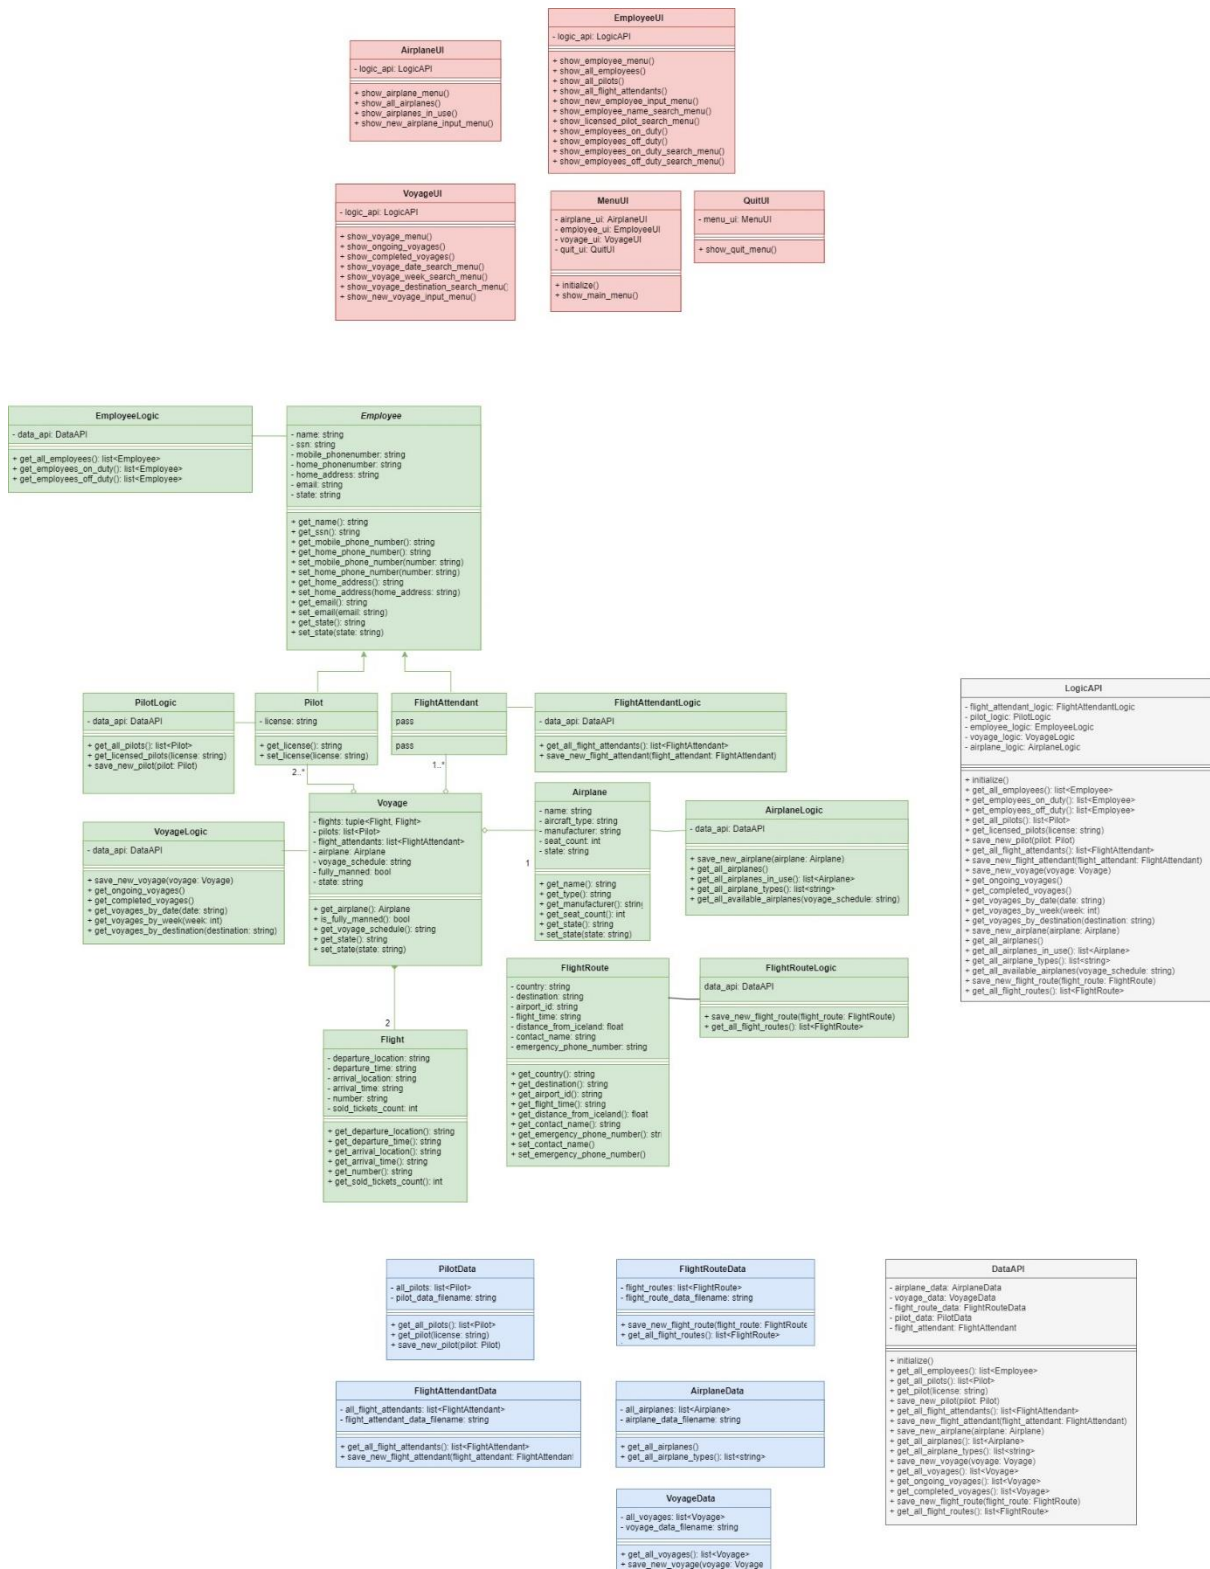 EmployeeUI
- logic_api: LogicAPI
+ show_employee_menu()
+ show_all_employees()
+ show_all_pilots()
+ show_all_flight_attendants()
+ show_new_employee_input_menu()
+ show_employee_name_search_menu()
+ show_licensed_pilot_search_menu()
+ show_employees_on_duty()
+ show_employees_off_duty()
+ show_employees_on_duty_search_menu()
+ show_employees_off_duty_search_menu()
AirplaneUI
- logic_api: LogicAPI
+ show_airplane_menu()
+ show_all_airplanes()
+ show_airplanes_in_use()
+ show_new_airplane_input_menu()
VoyageUI
- logic_api: LogicAPI
+ show_voyage_menu()
+ show_ongoing_voyages()
+ show_completed_voyages()
+ show_voyage_date_search_menu()
+ show_voyage_week_search_menu()
+ show_voyage_destination_search_menu(
+ show_new_voyage_input_menu()
MenuUI
- airplane_ui: AirplaneUI
- employee_ui: EmployeeUI
- voyage_ui: VoyageUI
- quit_ui: QuitUI
+ initialize()
+ show_main_menu()
QuitUI
- menu_ui: MenuUI
+ show_quit_menu()
EmployeeLogic
- data_api: DataAPI
+ get_all_employees(): list<Employee>
+ get_employees_on_duty(): list<Employee>
+ get_employees_off_duty(): list<Employee>
Employee
- name: string
- ssn: string
- mobile_phonenumber: string
- home_phonenumber: string
- home_address: string
- email: string
- state: string
+ get_name(): string
+ get_ssn(): string
+ get_mobile_phone_number(): string
+ get_home_phone_number(): string
+ set_mobile_phone_number(number: string)
+ set_home_phone_number(number: string)
+ get_home_address(): string
+ set_home_address(home_address: string)
+ get_email(): string
+ set_email(email: string)
+ get_state(): string
+ set_state(state: string)
PilotLogic
- data_api: DataAPI
+ get_all_pilots(): list<Pilot>
+ get_licensed_pilots(license: string)
+ save_new_pilot(pilot: Pilot)
Pilot
- license: string
+ get_license(): string
+ set_license(license: string)
2..*
FlightAttendant
pass
pass
1..*
FlightAttendantLogic
- data_api: DataAPI
+ get_all_flight_attendants(): list<FlightAttendant>
+ save_new_flight_attendant(flight_attendant: FlightAttendant)
LogicAPI
- flight_attendant_logic: FlightAttendantLogic
- pilot_logic: PilotLogic
- employee_logic: EmployeeLogic
- voyage_logic: VoyageLogic
- airplane_logic: AirplaneLogic
+ initialize()
+ get_all_employees(): list<Employee>
+ get_employees_on_duty(): list<Employee>
+ get_employees_off_duty(): list<Employee>
+ get_all_pilots(): list<Pilot>
+ get_licensed_pilots(license: string)
+ save_new_pilot(pilot: Pilot)
+ get_all_flight_attendants(): list<FlightAttendant>
+ save_new_flight_attendant(flight_attendant: FlightAttendant)
+ save_new_voyage(voyage: Voyage)
+ get_ongoing_voyages()
+ get_completed_voyages()
+ get_voyages_by_date(date: string)
+ get_voyages_by_week(week: int)
+ get_voyages_by_destination(destination: string)
+ save_new_airplane(airplane: Airplane)
+ get_all_airplanes()
+ get_all_airplanes_in_use(): list<Airplane>
+ get_all_airplane_types(): list<string>
+ get_all_available_airplanes(voyage_schedule: string)
+ save_new_flight_route(flight_route: FlightRoute)
+ get_all_flight_routes(): list<FlightRoute>
VoyageLogic
- data_api: DataAPI
+ save_new_voyage(voyage: Voyage)
+ get_ongoing_voyages()
+ get_completed_voyages()
+ get_voyages_by_date(date: string)
+ get_voyages_by_week(week: int)
+ get_voyages_by_destination(destination: string)
Voyage
- flights: tuple<Flight, Flight>
- pilots: list<Pilot>
- flight_attendants: list<FlightAttendant>
- airplane: Airplane
- voyage_schedule: string
- fully_manned: bool
- state: string
+ get_airplane(): Airplane
+ is_fully_manned(): bool
+ get_voyage_schedule(): string
+ get_state(): string
+ set_state(state: string)
1
Airplane
- name: string
- aircraft_type: string
- manufacturer: string
- seat_count: int
- state: string
+ get_name(): string
+ get_type(): string
+ get_manufacturer(): string
+ get_seat_count(): int
+ get_state(): string
+ set_state(state: string)
AirplaneLogic
- data_api: DataAPI
+ save_new_airplane(airplane: Airplane)
+ get_all_airplanes()
+ get_all_airplanes_in_use(): list<Airplane>
+ get_all_airplane_types(): list<string>
+ get_all_available_airplanes(voyage_schedule: string)
2
Flight
- departure_location: string
- departure_time: string
- arrival_location: string
- arrival_time: string
- number: string
- sold_tickets_count: int
+ get_departure_location(): string
+ get_departure_time(): string
+ get_arrival_location(): string
+ get_arrival_time(): string
+ get_number(): string
+ get_sold_tickets_count(): int
FlightRoute
- country: string
- destination: string
- airport_id: string
- flight_time: string
- distance_from_iceland: float
- contact_name: string
- emergency_phone_number: string
+ get_country(): string
+ get_destination(): string
+ get_airport_id(): string
+ get_flight_time(): string
+ get_distance_from_iceland(): float
+ get_contact_name(): string
+ get_emergency_phone_number(): stri
+ set_contact_name()
+ set_emergency_phone_number()
FlightRouteLogic
data_api: DataAPI
+ save_new_flight_route(flight_route: FlightRoute)
+ get_all_flight_routes(): list<FlightRoute>
PilotData
- all_pilots: list<Pilot>
- pilot_data_filename: string
+ get_all_pilots(): list<Pilot>
+ get_pilot(license: string)
+ save_new_pilot(pilot: Pilot)
FlightRouteData
- flight_routes: list<FlightRoute>
- flight_route_data_filename: string
+ save_new_flight_route(flight_route: FlightRoute
+ get_all_flight_routes(): list<FlightRoute>
DataAPI
- airplane_data: AirplaneData
- voyage_data: VoyageData
- flight_route_data: FlightRouteData
- pilot_data: PilotData
- flight_attendant: FlightAttendant
+ initialize()
+ get_all_employees(): list<Employee>
+ get_all_pilots(): list<Pilot>
+ get_pilot(license: string)
+ save_new_pilot(pilot: Pilot)
+ get_all_flight_attendants(): list<FlightAttendant>
+ save_new_flight_attendant(flight_attendant: FlightAttendant)
+ save_new_airplane(airplane: Airplane)
+ get_all_airplanes(): list<Airplane>
+ get_all_airplane_types(): list<string>
+ save_new_voyage(voyage: Voyage)
+ get_all_voyages(): list<Voyage>
+ get_ongoing_voyages(): list<Voyage>
+ get_completed_voyages(): list<Voyage>
+ save_new_flight_route(flight_route: FlightRoute)
+ get_all_flight_routes(): list<FlightRoute>
FlightAttendantData
- all_flight_attendants: list<FlightAttendant>
- flight_attendant_data_filename: string
+ get_all_flight_attendants(): list<FlightAttendant>
+ save_new_flight_attendant(flight_attendant: FlightAttendant
AirplaneData
- all_airplanes: list<Airplane>
- airplane_data_filename: string
+ get_all_airplanes()
+ get_all_airplane_types(): list<string>
VoyageData
- all_voyages: list<Voyage>
- voyage_data_filename: string
+ get_all_voyages(): list<Voyage>
+ save_new_voyage(voyage: Voyage